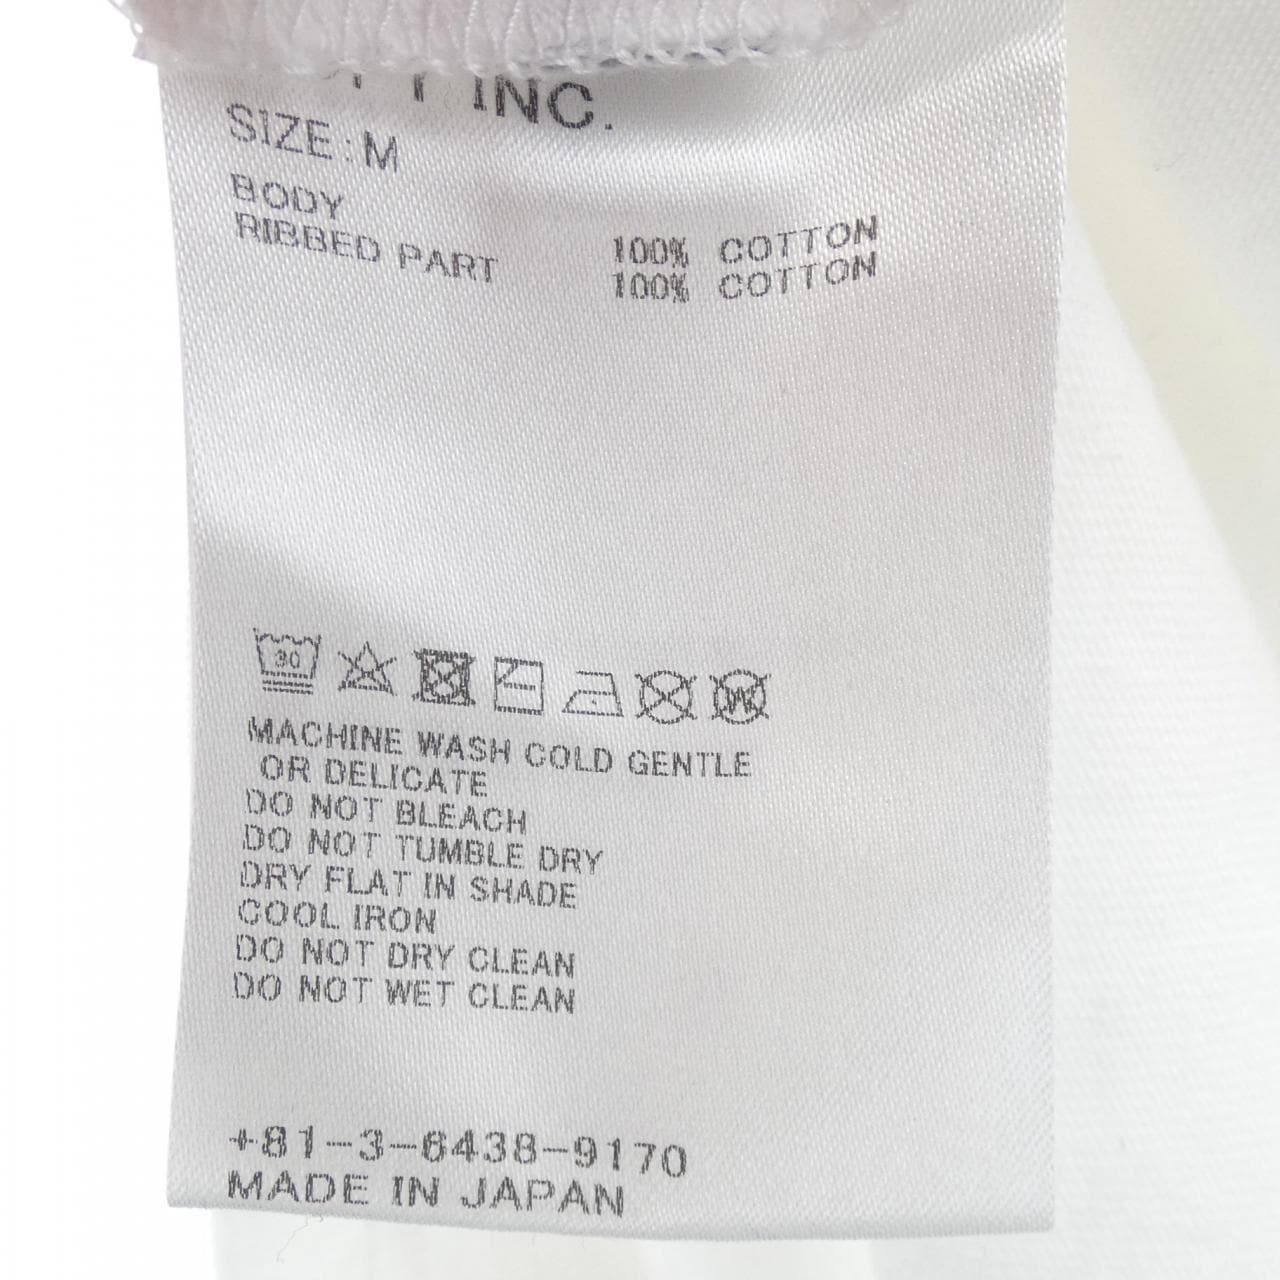 INC.
SIZE:M
BODY 100% COTTON
RIBBED PART 100% COTTON
30
W
MACHINE WASH COLD GENTLE
OR DELICATE
DO NOT BLEACH
DO NOT TUMBLE DRY
DRY FLAT IN SHADE
COOL IRON
DO NOT DRY CLEAN
DO NOT WET CLEAN
+81-3-6438-9170
MADE IN JAPAN